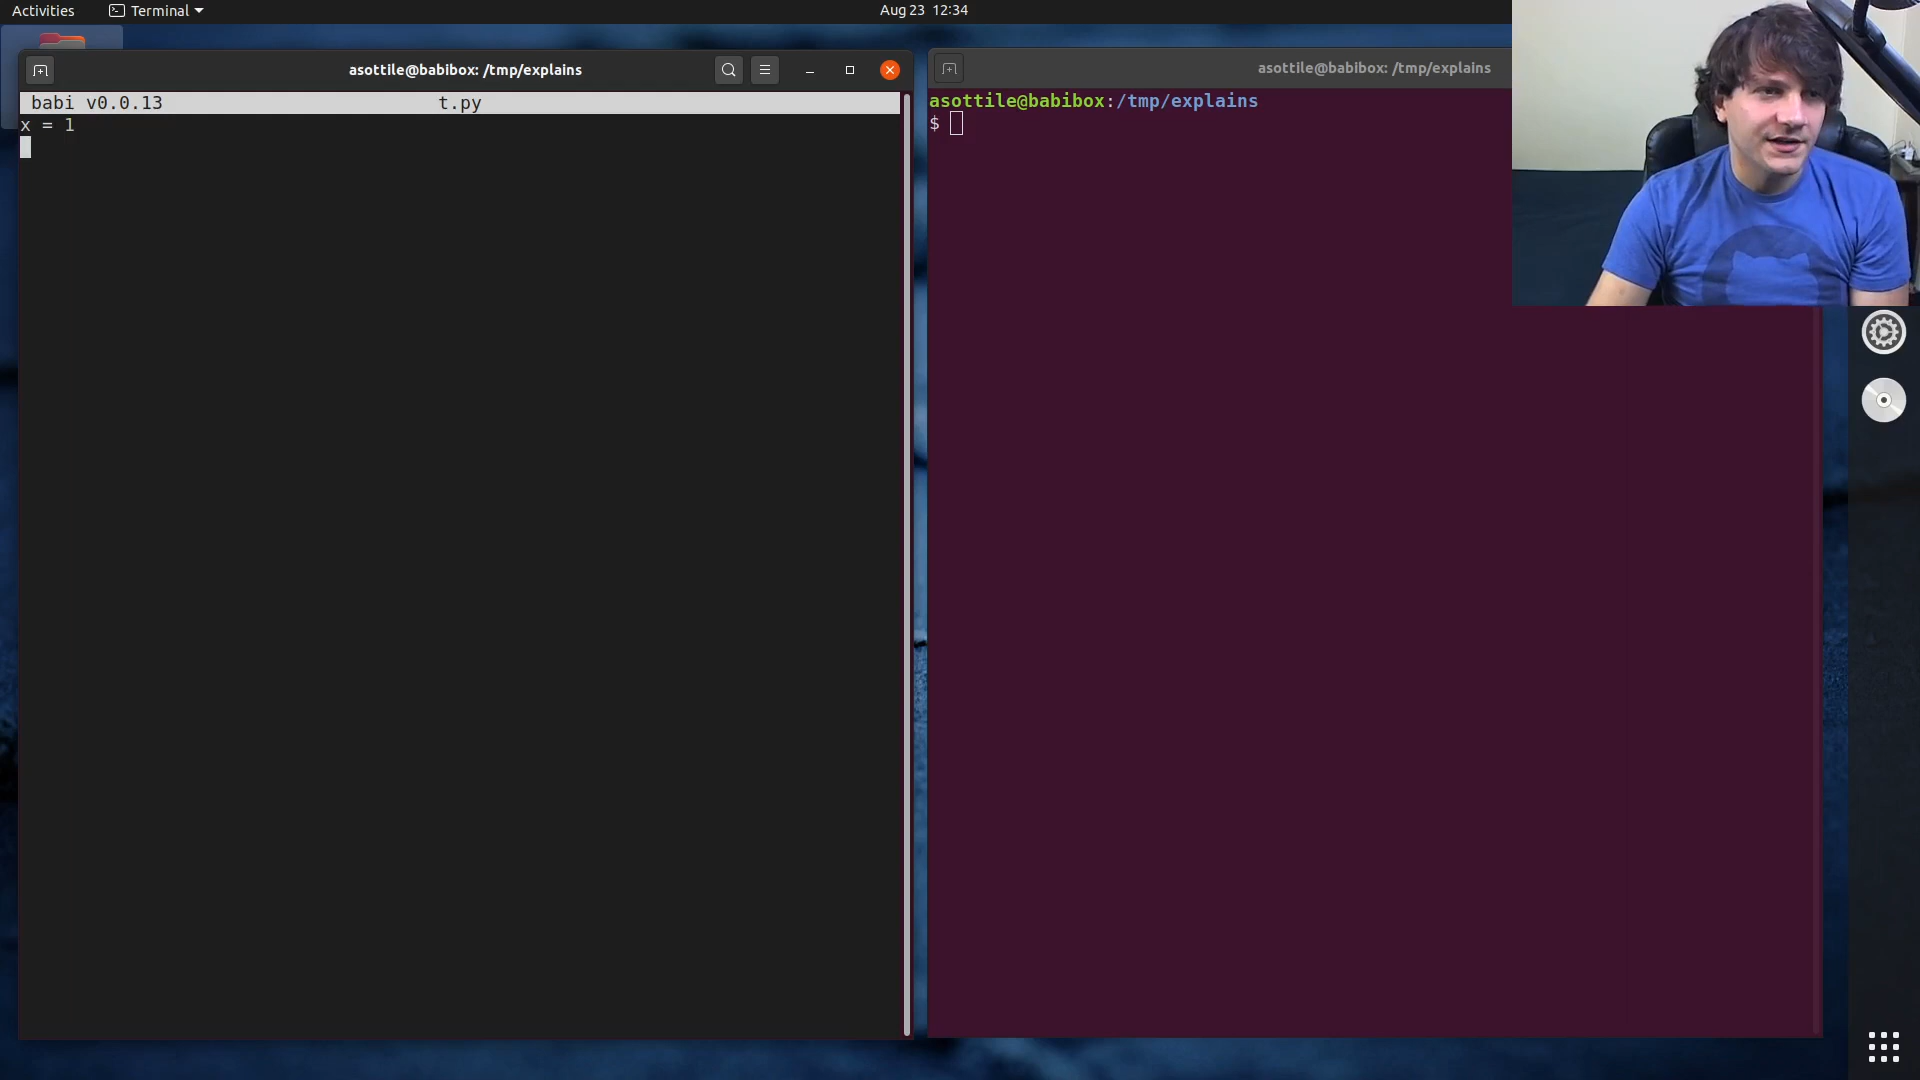 Activities Terminal Aug 23 12:34
asottile@babibox: /tmp/explains
babi v0.0.13 t.py
x = 1
asottile@babibox: /tmp/explains
asottile@babibox:/tmp/explains
$